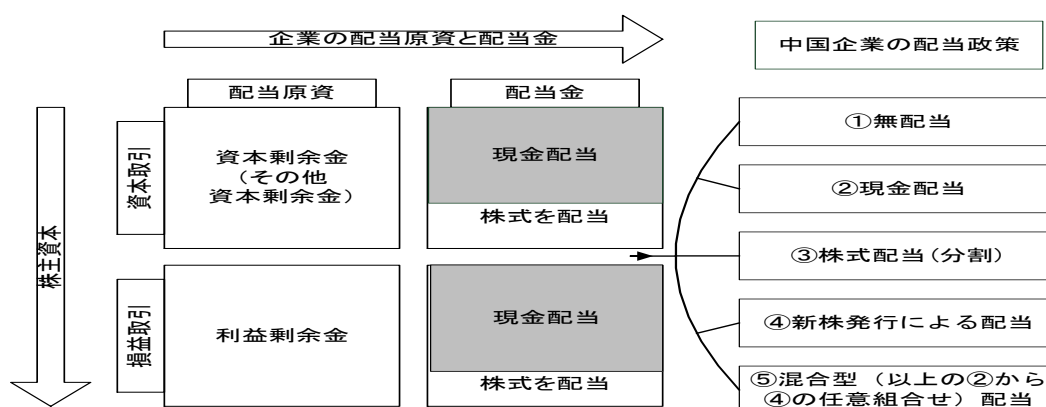 企業の配当原資と配当金
中国企業の配当政策
配当原資
配当金
株主資本
資本取引
資本剰余金
（その他
資本剰余金）
現金配当
株式を配当
損益取引
利益剰余金
現金配当
株式を配当
①無配当
②現金配当
③株式配当（分割）
④新株発行による配当
⑤混合型（以上の②から
④の任意組合せ）配当